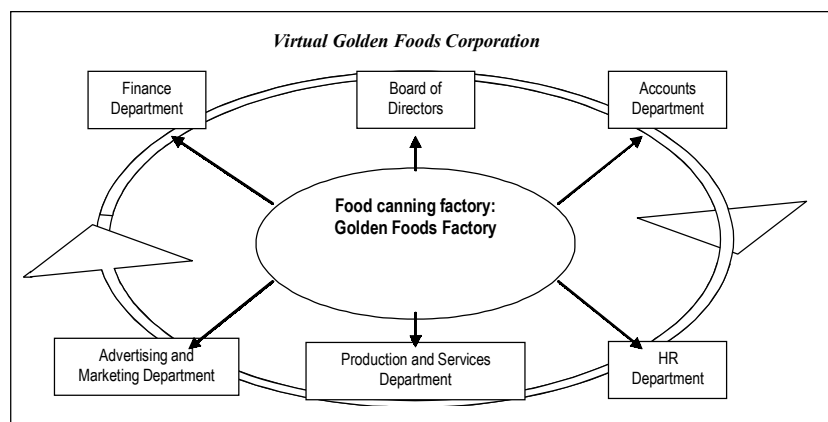 Virtual Golden Foods Corporation
Finance
Department
Board of
Directors
Accounts
Department
Food canning factory:
Golden Foods Factory
Advertising and
Marketing Department
Production and Services
Department
HR
Department